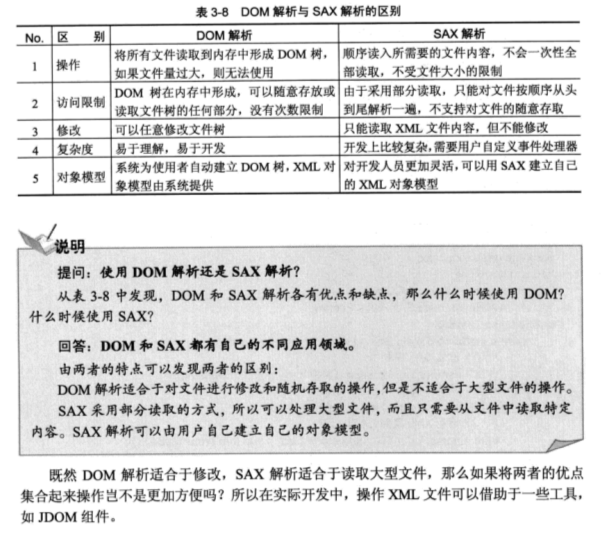 表 3-8 DOM 解析与 SAX 解析的区别
No. 区 别 DOM 解析 SAX 解析
1 操作 将所有文件读取到内存中形成 DOM 树，如果文件量过大，则无法使用 顺序读入所需要的文件内容，不会一次性全部读取，不受文件大小的限制
2 访问限制 DOM 树在内存中形成，可以随意存放或读取文件树的任何部分，没有次数限制 由于采用部分读取，只能对文件按顺序从头到尾解析一遍，不支持对文件的随意存取
3 修改 可以任意修改文件树 只能读取 XML 文件内容，但不能修改
4 复杂度 易于理解，易于开发 开发上比较复杂，需要用户自定义事件处理器
5 对象模型 系统为使用者自动建立 DOM 树，XML 对象模型由系统提供 对开发人员更加灵活，可以用 SAX 建立自己的 XML 对象模型
说明
提问：使用 DOM 解析还是 SAX 解析？
从表 3-8 中发现，DOM 和 SAX 解析各有优点和缺点，那么什么时候使用 DOM？
什么时候使用 SAX？
回答：DOM 和 SAX 都有自己的不同应用领域。
由两者的特点可以发现两者的区别：
DOM 解析适合于对文件进行修改和随机存取的操作，但是不适合于大型文件的操作。
SAX 采用部分读取的方式，所以可以处理大型文件，而且只需要从文件中读取特定
内容。SAX 解析可以由用户自己建立自己的对象模型。
既然 DOM 解析适合于修改，SAX 解析适合于读取大型文件，那么如果将两者的优点
集合起来操作岂不是更加方便吗？所以在实际开发中，操作 XML 文件可以借助于一些工具，
如 JDOM 组件。